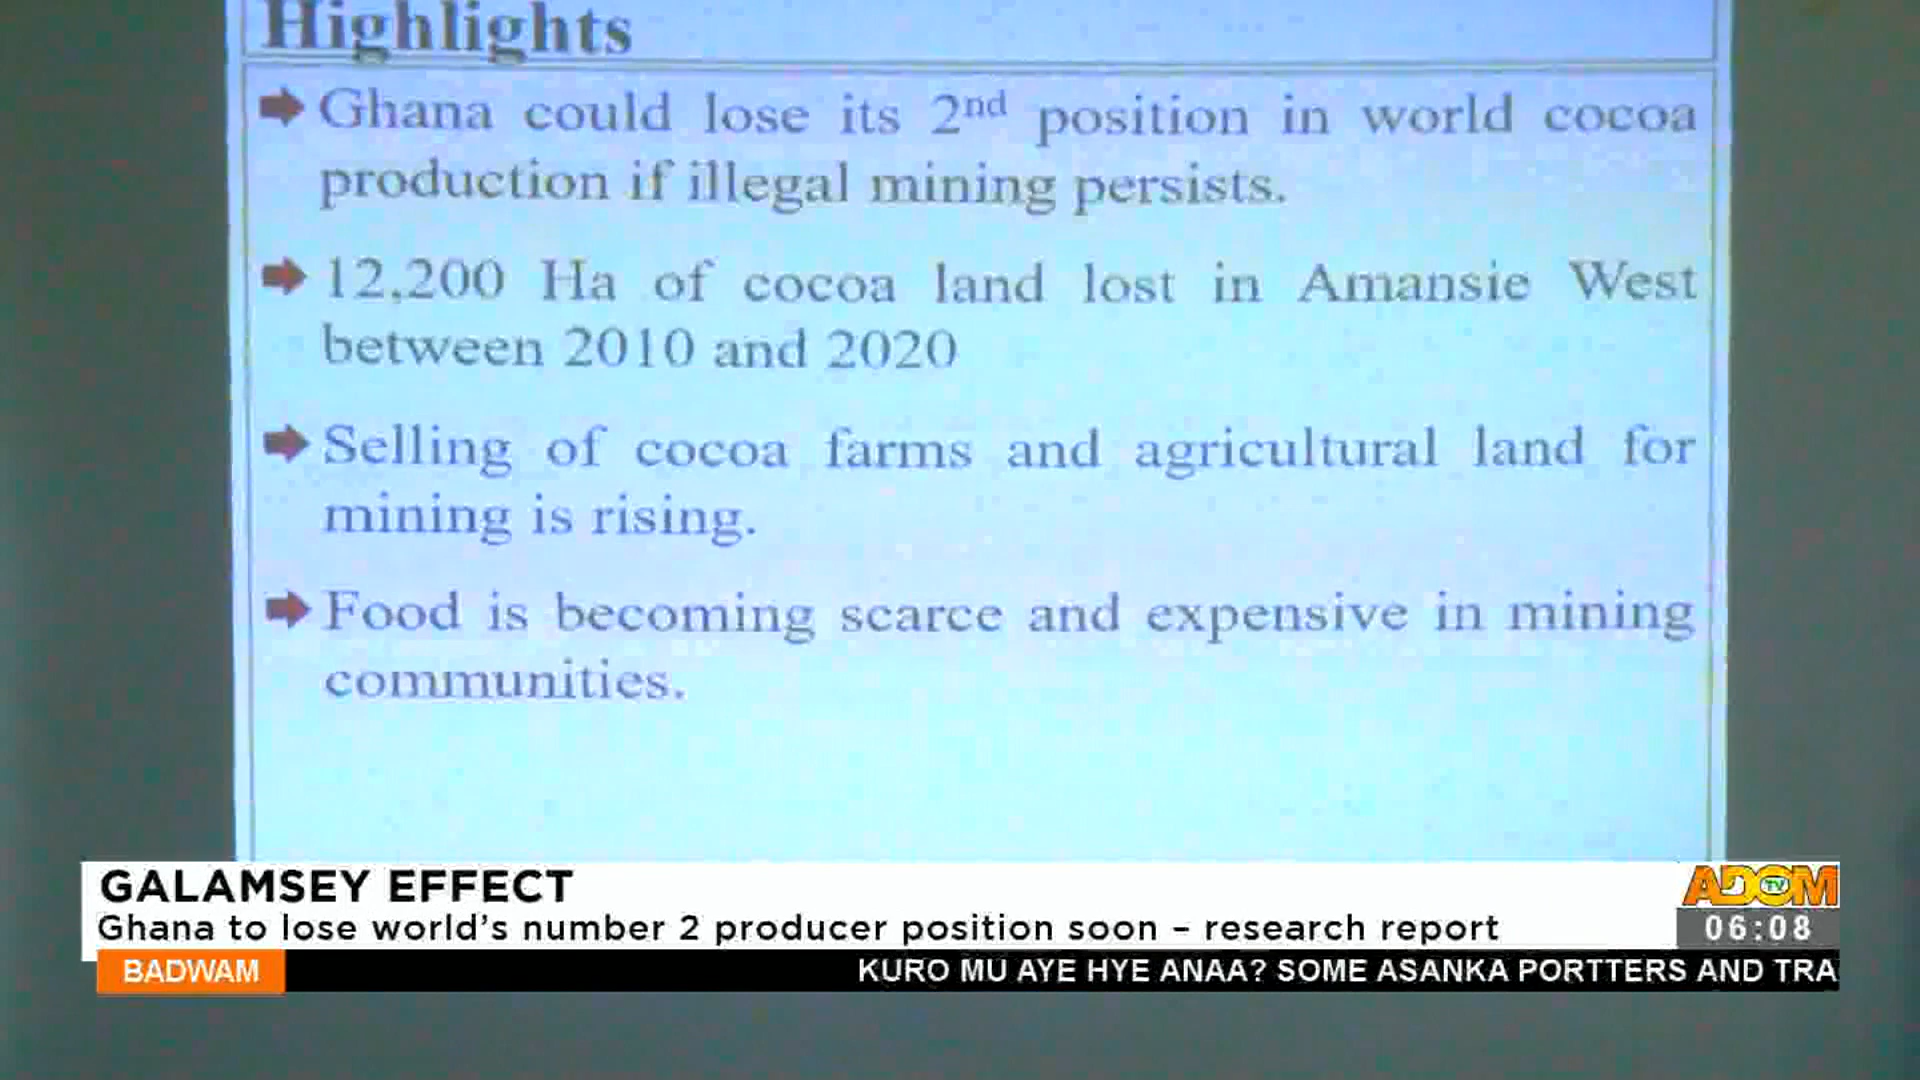 Highlights
Ghana could lose its 2nd position in world cocoa
production if illegal mining persists.
12,200 Ha of cocoa land lost in Amansie West
between 2010 and 2020
Selling of cocoa farms and agricultural land for
mining is rising.
Food is becoming scarce and expensive in mining
communities.
GALAMSEY EFFECT
Ghana to lose world's number 2 producer position soon – research report
ADOM TV
06:08
BADWAM
KURO MU AYE HYE ANAA? SOME ASANKA PORTTERS AND TRA